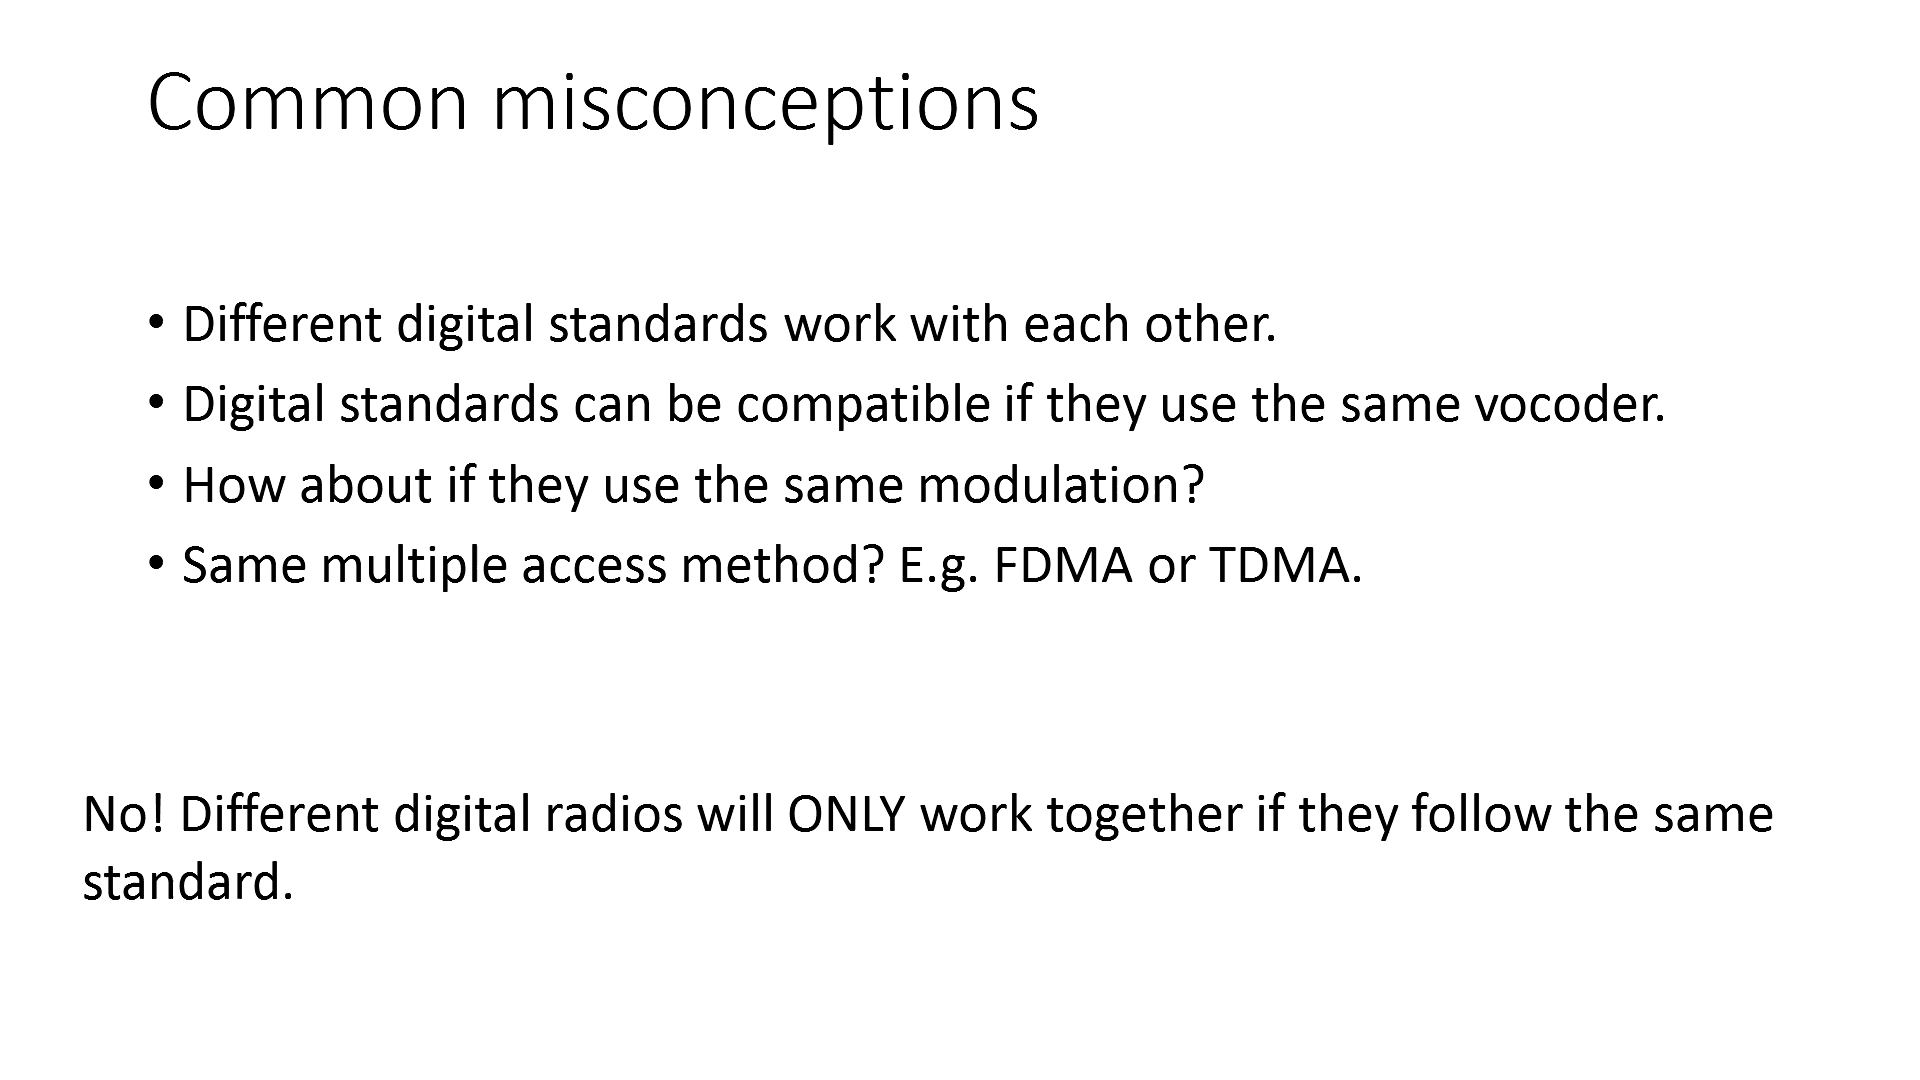 Common misconceptions
• Different digital standards work with each other.
• Digital standards can be compatible if they use the same vocoder.
• How about if they use the same modulation?
• Same multiple access method? E.g. FDMA or TDMA.
No! Different digital radios will ONLY work together if they follow the same
standard.